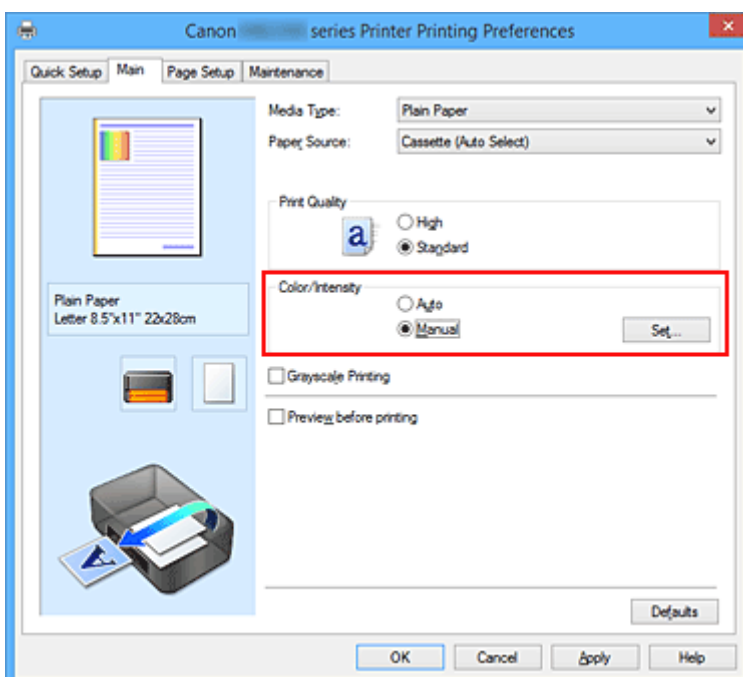 Canon series Printer Printing Preferences
Quick Setup Main Page Setup Maintenance
Media Type: Plain Paper
Paper Source: Cassette (Auto Select)
Print Quality
a
High
Standard
Color/Intensity
Auto
Manual Set...
Plain Paper
Letter 8.5"x11" 22x28cm
Grayscale Printing
Preview before printing
A
Defaults
OK Cancel Apply Help